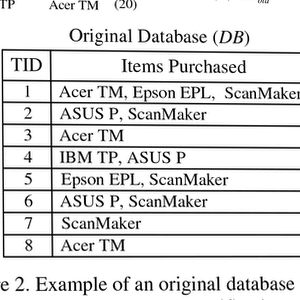 TP Acer TM (20)
Original Database (DB)
TID Items Purchased
1 Acer TM, Epson EPL, ScanMaker
2 ASUS P, ScanMaker
3 Acer TM
4 IBM TP, ASUS P
5 Epson EPL, ScanMaker
6 ASUS P, ScanMaker
7 ScanMaker
8 Acer TM
e 2. Example of an original database